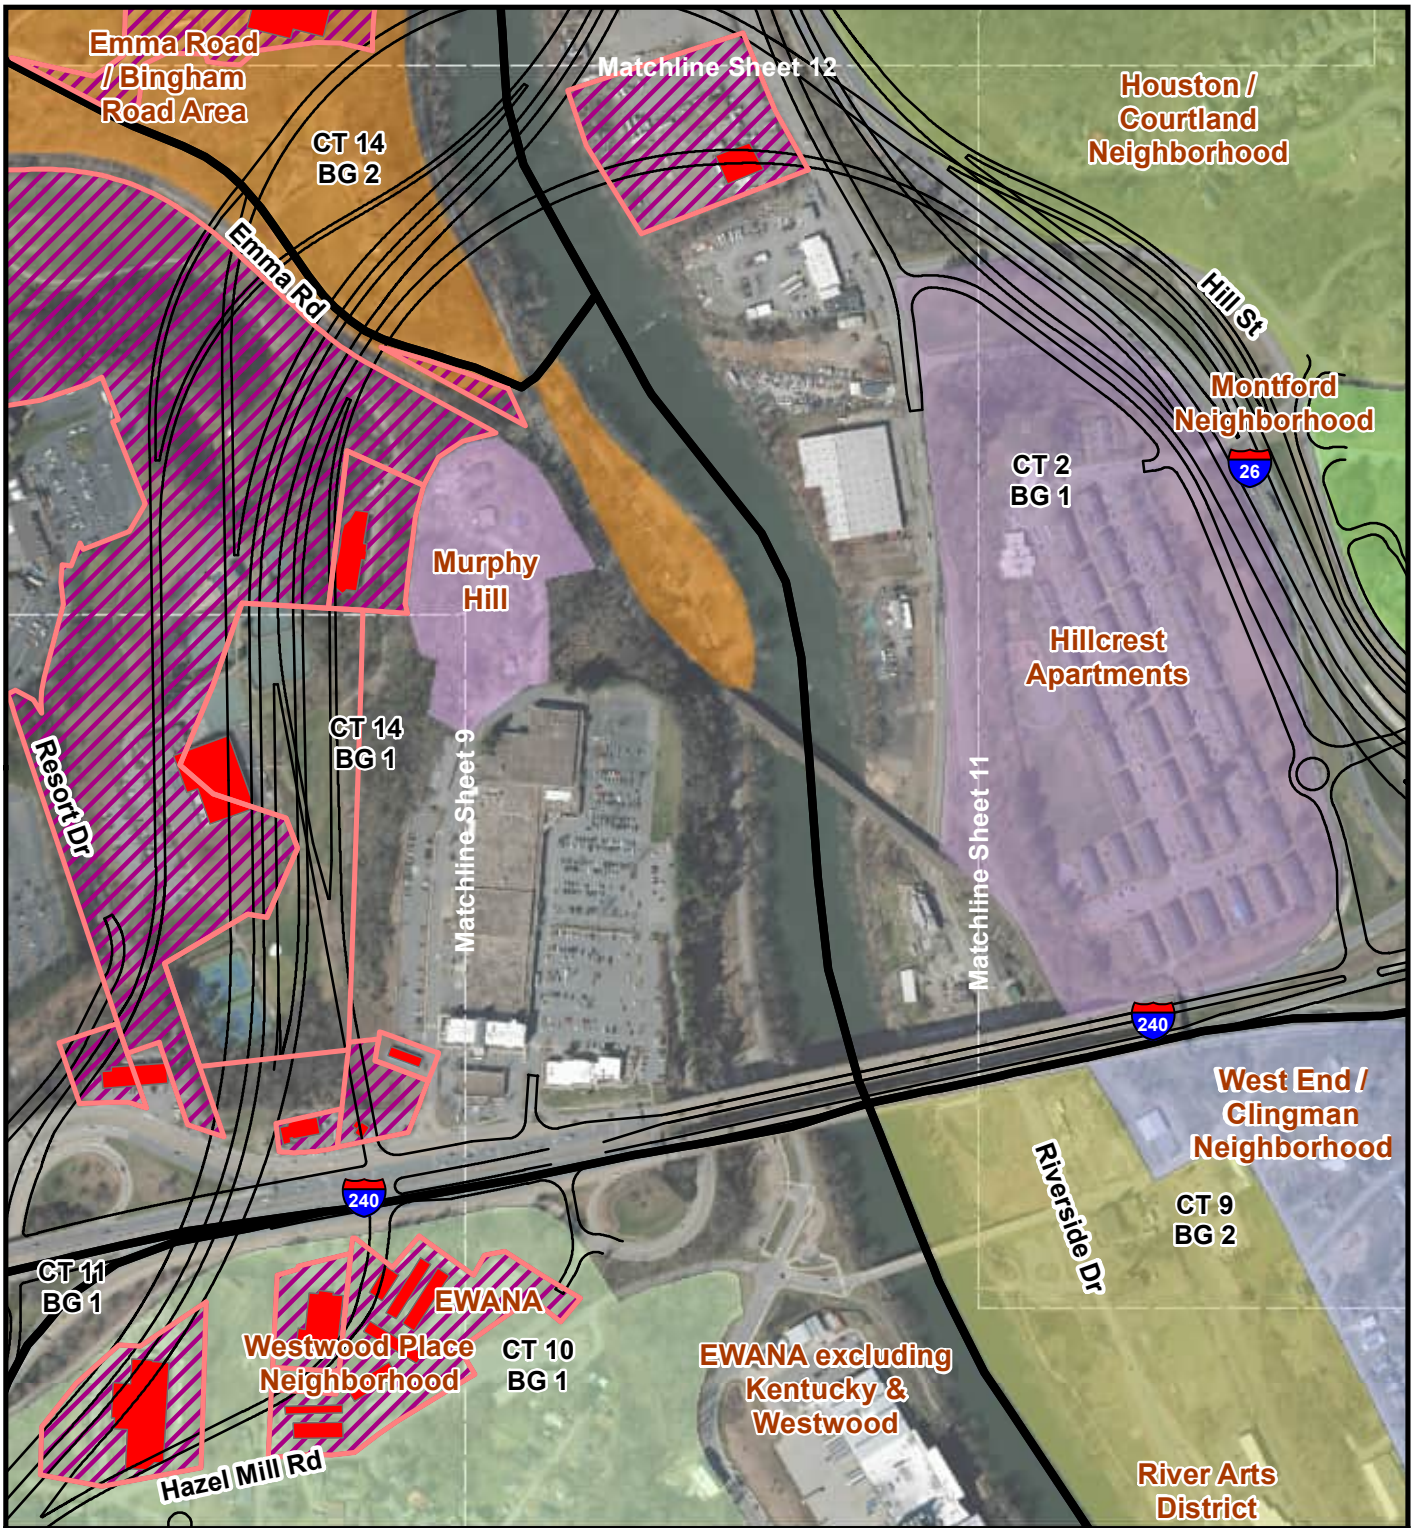 Emma Road
/ Bingham
Road Area
Matchline Sheet 12
Houston /
Courtland
Neighborhood
CT 14
BG 2
Emma Rd
Hill St
Montford
Neighborhood
26
CT 2
BG 1
Murphy
Hill
Hillcrest
Apartments
CT 14
BG 1
Resort Dr
Matchline Sheet 9
Matchline Sheet 11
240
West End /
Clingman
Neighborhood
Riverside Dr
CT 9
BG 2
240
CT 11
BG 1
EWANA
Westwood Place
Neighborhood
CT 10
BG 1
EWANA excluding
Kentucky &
Westwood
Hazel Mill Rd
River Arts
District